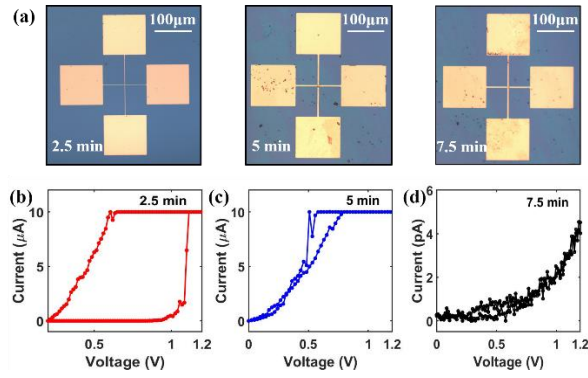 (a)
100μm
100μm
100μm
2.5 min
5 min
7.5 min
(b)
2.5 min
10
5
0
Current (μA)
0.5
1
1.2
Voltage (V)
(c)
5 min
10
5
0
Current (μA)
0
0.5
1
1.2
Voltage (V)
(d)
7.5 min
6
4
2
0
Current (pA)
0
0.5
1
1.2
Voltage (V)